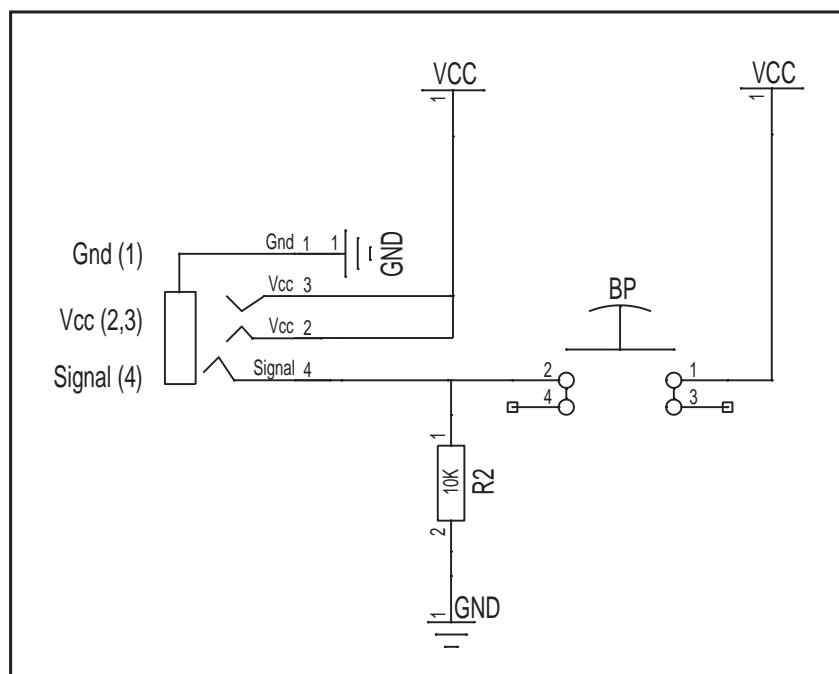 VCC
1
VCC
1
Gnd (1)
Gnd 1
1
GND
Vcc 3
Vcc (2,3)
Vcc 2
BP
Signal (4)
Signal 4
2
1
4
3
1
10K
R2
2
1
GND